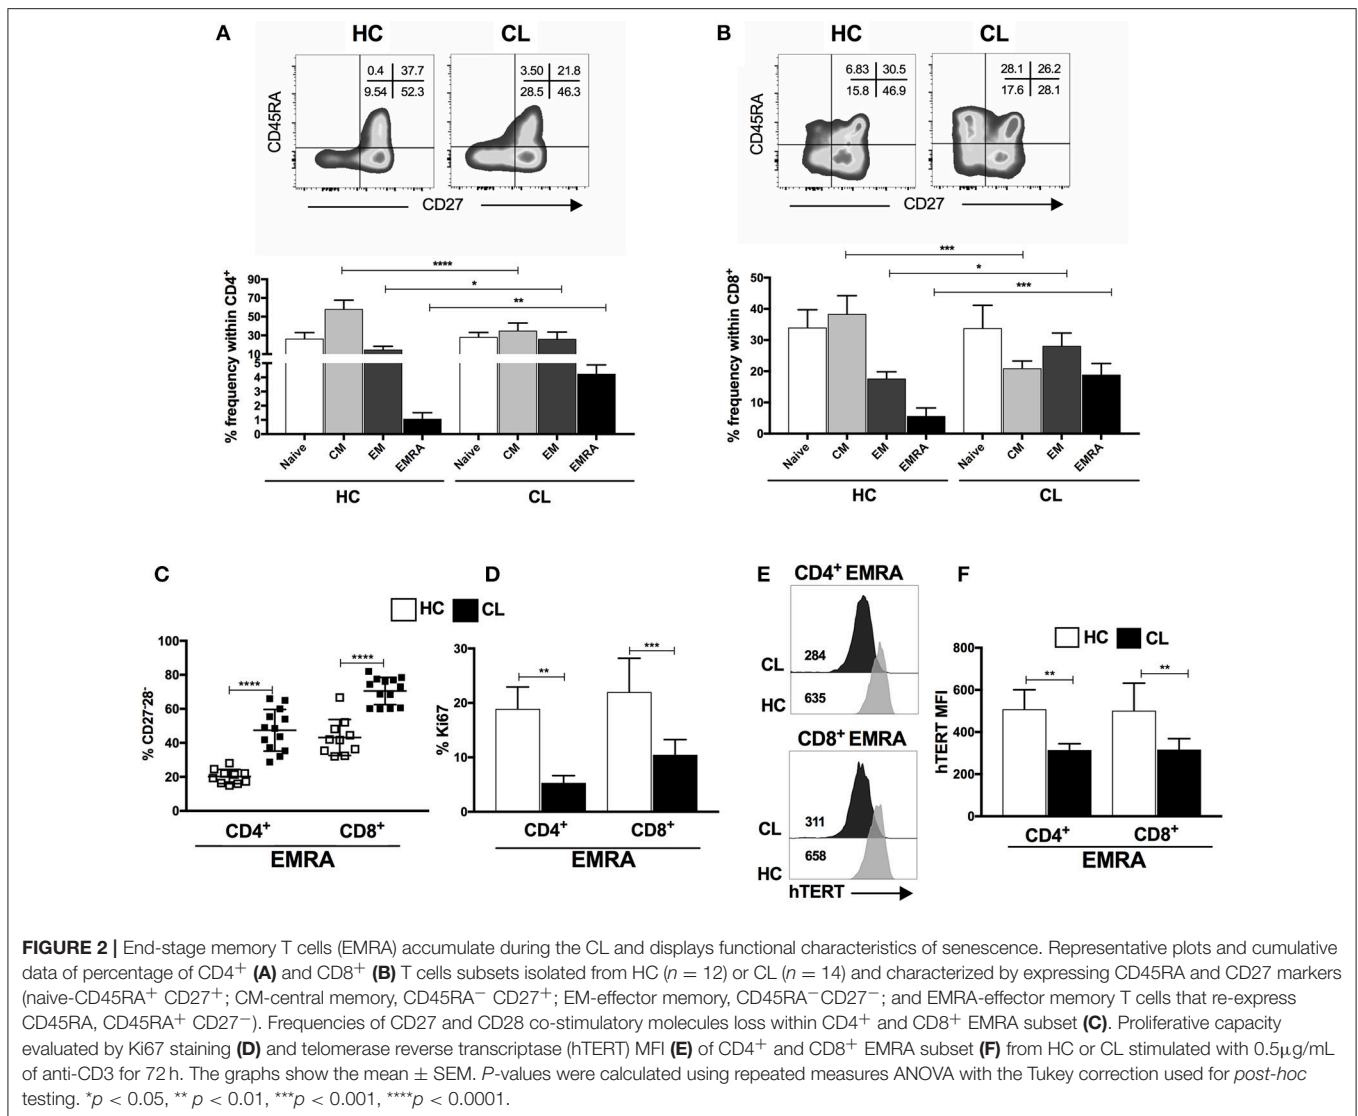 A
HC
CL
CD45RA
0.4 37.7
9.54 52.3
3.50 21.8
28.5 46.3
CD27
B
HC
CL
CD45RA
6.83 30.5
15.8 46.9
28.1 26.2
17.6 28.1
CD27
% frequency within CD4⁺
90
70
50
30
10
5
4
3
2
1
0
****
*
**
Naive CM EM EMRA Naive CM EM EMRA
HC CL
% frequency within CD8⁺
50
40
30
20
10
0
***
*
***
Naive CM EM EMRA Naive CM EM EMRA
HC CL
C
HC CL
% CD27⁻28⁻
100
80
60
40
20
0
****
****
CD4⁺ CD8⁺
EMRA
D
% Ki67
30
20
10
0
**
***
CD4⁺ CD8⁺
EMRA
E
CD4⁺ EMRA
CL 284
HC 635
CD8⁺ EMRA
CL 311
HC 658
hTERT
F
HC CL
hTERT MFI
800
600
400
200
0
**
**
CD4⁺ CD8⁺
EMRA
FIGURE 2 | End-stage memory T cells (EMRA) accumulate during the CL and displays functional characteristics of senescence. Representative plots and cumulative
data of percentage of CD4⁺ (A) and CD8⁺ (B) T cells subsets isolated from HC (n = 12) or CL (n = 14) and characterized by expressing CD45RA and CD27 markers
(naive-CD45RA⁺ CD27⁺; CM-central memory, CD45RA⁻ CD27⁺; EM-effector memory, CD45RA⁻CD27⁻; and EMRA-effector memory T cells that re-express
CD45RA, CD45RA⁺ CD27⁻). Frequencies of CD27 and CD28 co-stimulatory molecules loss within CD4⁺ and CD8⁺ EMRA subset (C). Proliferative capacity
evaluated by Ki67 staining (D) and telomerase reverse transcriptase (hTERT) MFI (E) of CD4⁺ and CD8⁺ EMRA subset (F) from HC or CL stimulated with 0.5μg/mL
of anti-CD3 for 72 h. The graphs show the mean ± SEM. P-values were calculated using repeated measures ANOVA with the Tukey correction used for post-hoc
testing. *p < 0.05, ** p < 0.01, ***p < 0.001, ****p < 0.0001.